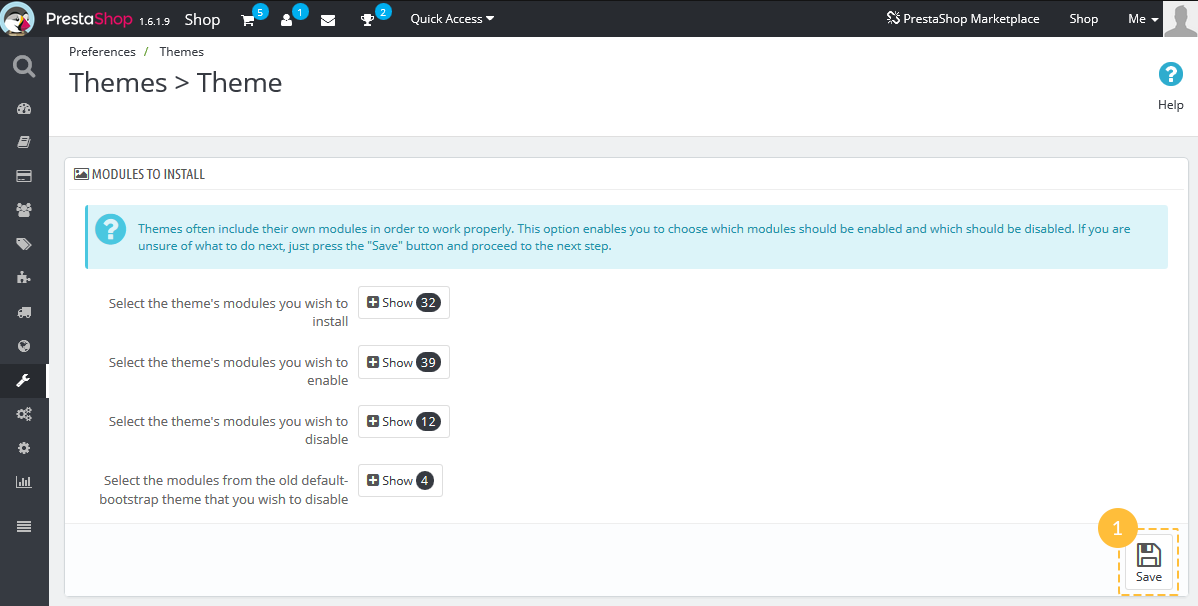 PrestaShop 1.6.1.9 Shop 5 1 2 Quick Access PrestaShop Marketplace Shop Me
Preferences / Themes
Themes > Theme
? Help
MODULES TO INSTALL
? Themes often include their own modules in order to work properly. This option enables you to choose which modules should be enabled and which should be disabled. If you are
unsure of what to do next, just press the "Save" button and proceed to the next step.
Select the theme's modules you wish to Show 32
install
Select the theme's modules you wish to Show 39
enable
Select the theme's modules you wish to Show 12
disable
Select the modules from the old default- Show 4
bootstrap theme that you wish to disable
1
Save